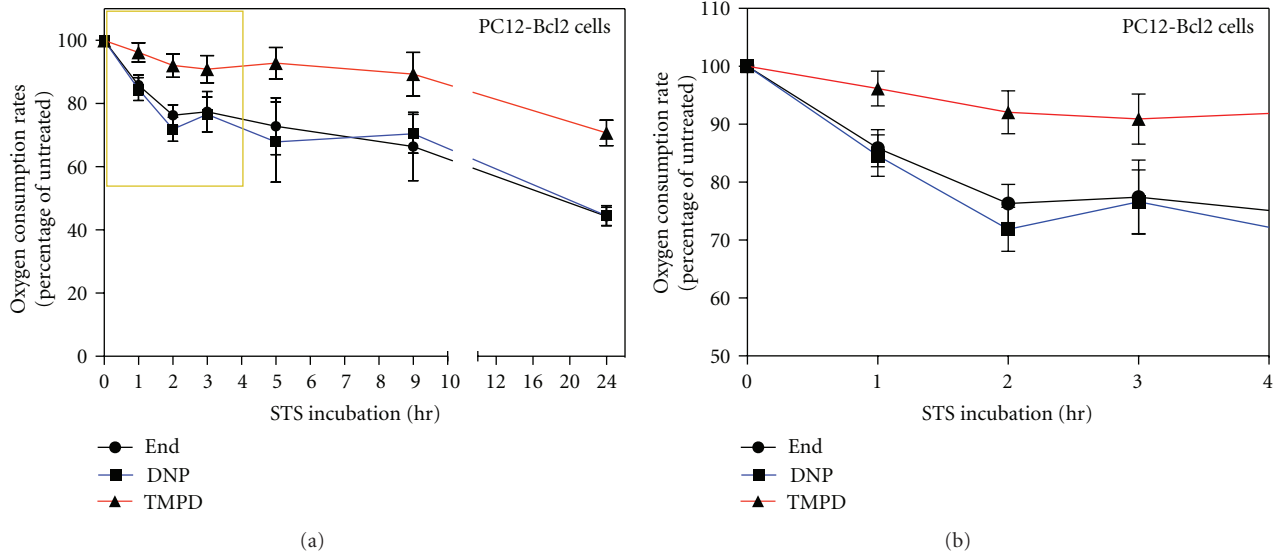 PC12-Bcl2 cells
Oxygen consumption rates
(percentage of untreated)
100
80
60
40
20
0
0 1 2 3 4 5 6 7 8 9 10 12 16 20 24
STS incubation (hr)
End
DNP
TMPD
(a)
PC12-Bcl2 cells
Oxygen consumption rate
(percentage of untreated)
110
100
90
80
70
60
50
0 1 2 3 4
STS incubation (hr)
End
DNP
TMPD
(b)